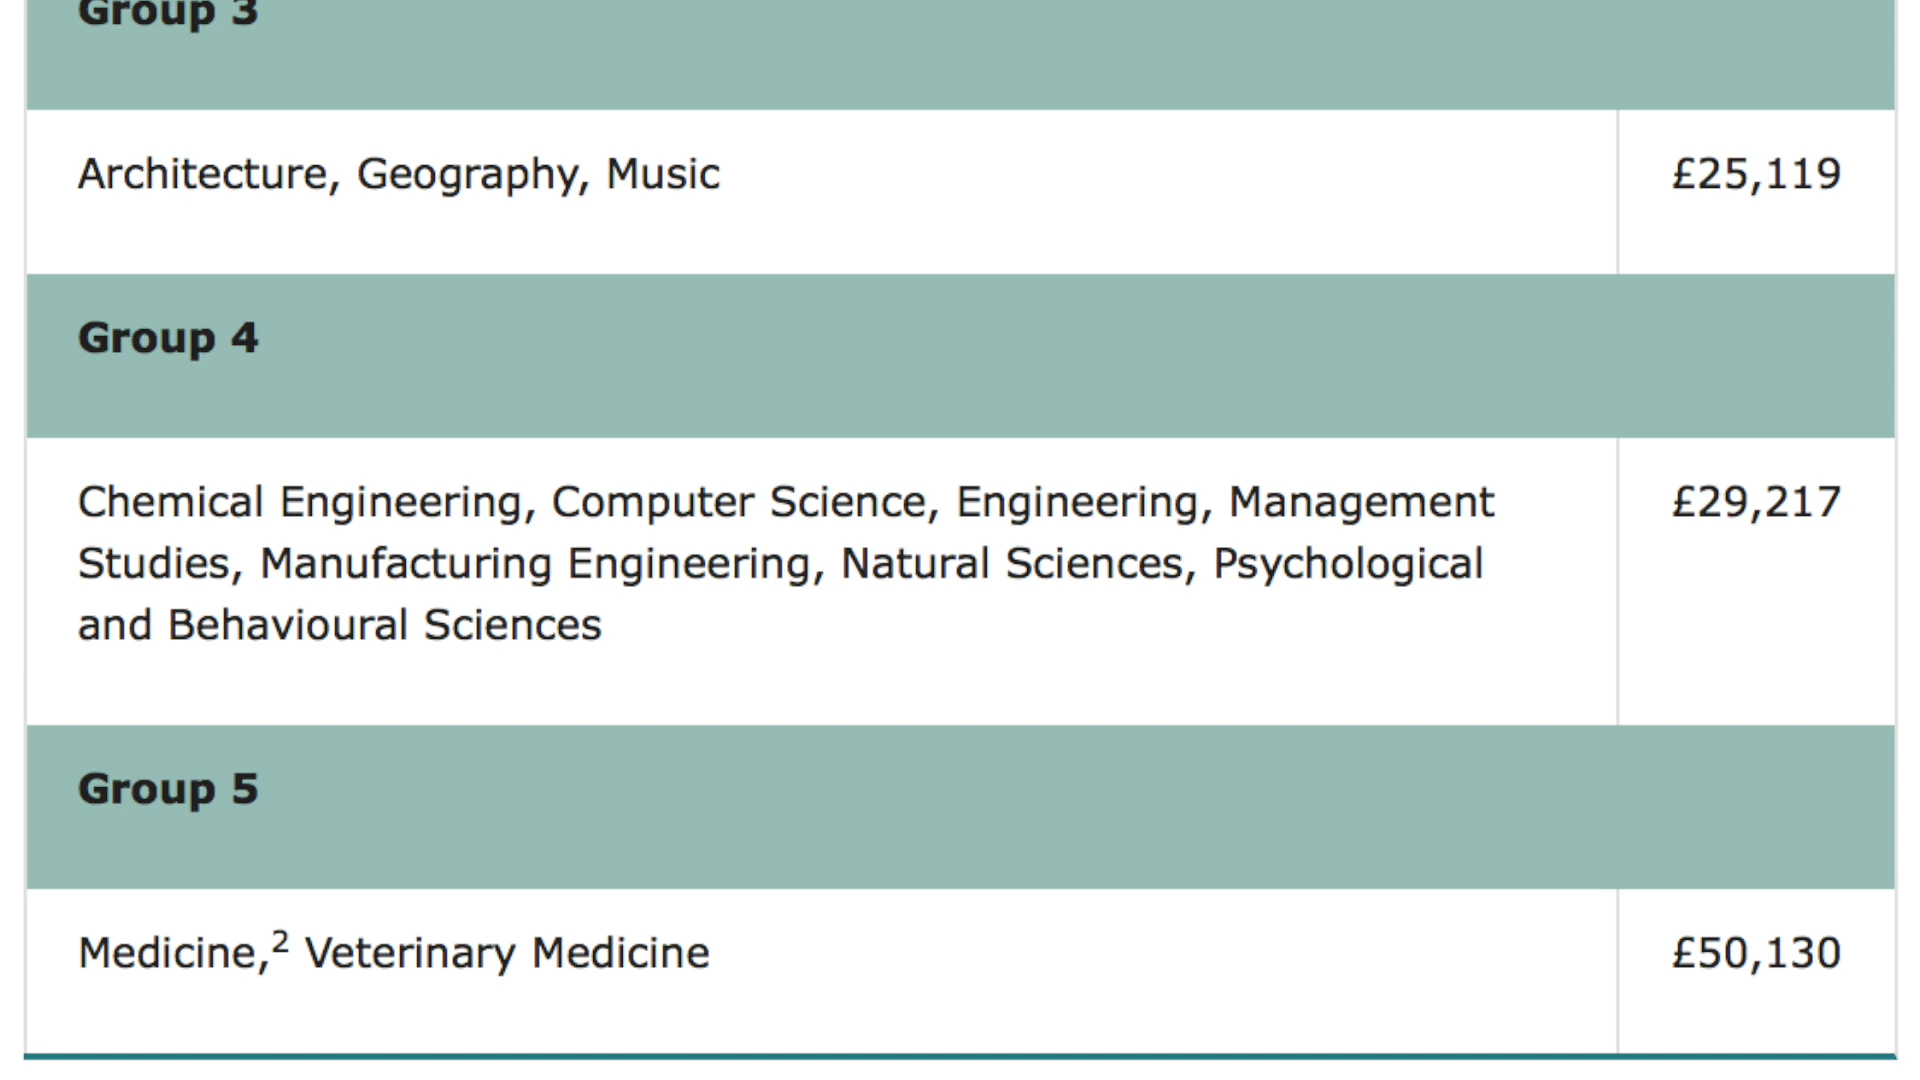 Group 3
Architecture, Geography, Music
£25,119
Group 4
Chemical Engineering, Computer Science, Engineering, Management
£29,217
Studies, Manufacturing Engineering, Natural Sciences, Psychological
and Behavioural Sciences
Group 5
Medicine,² Veterinary Medicine
£50,130